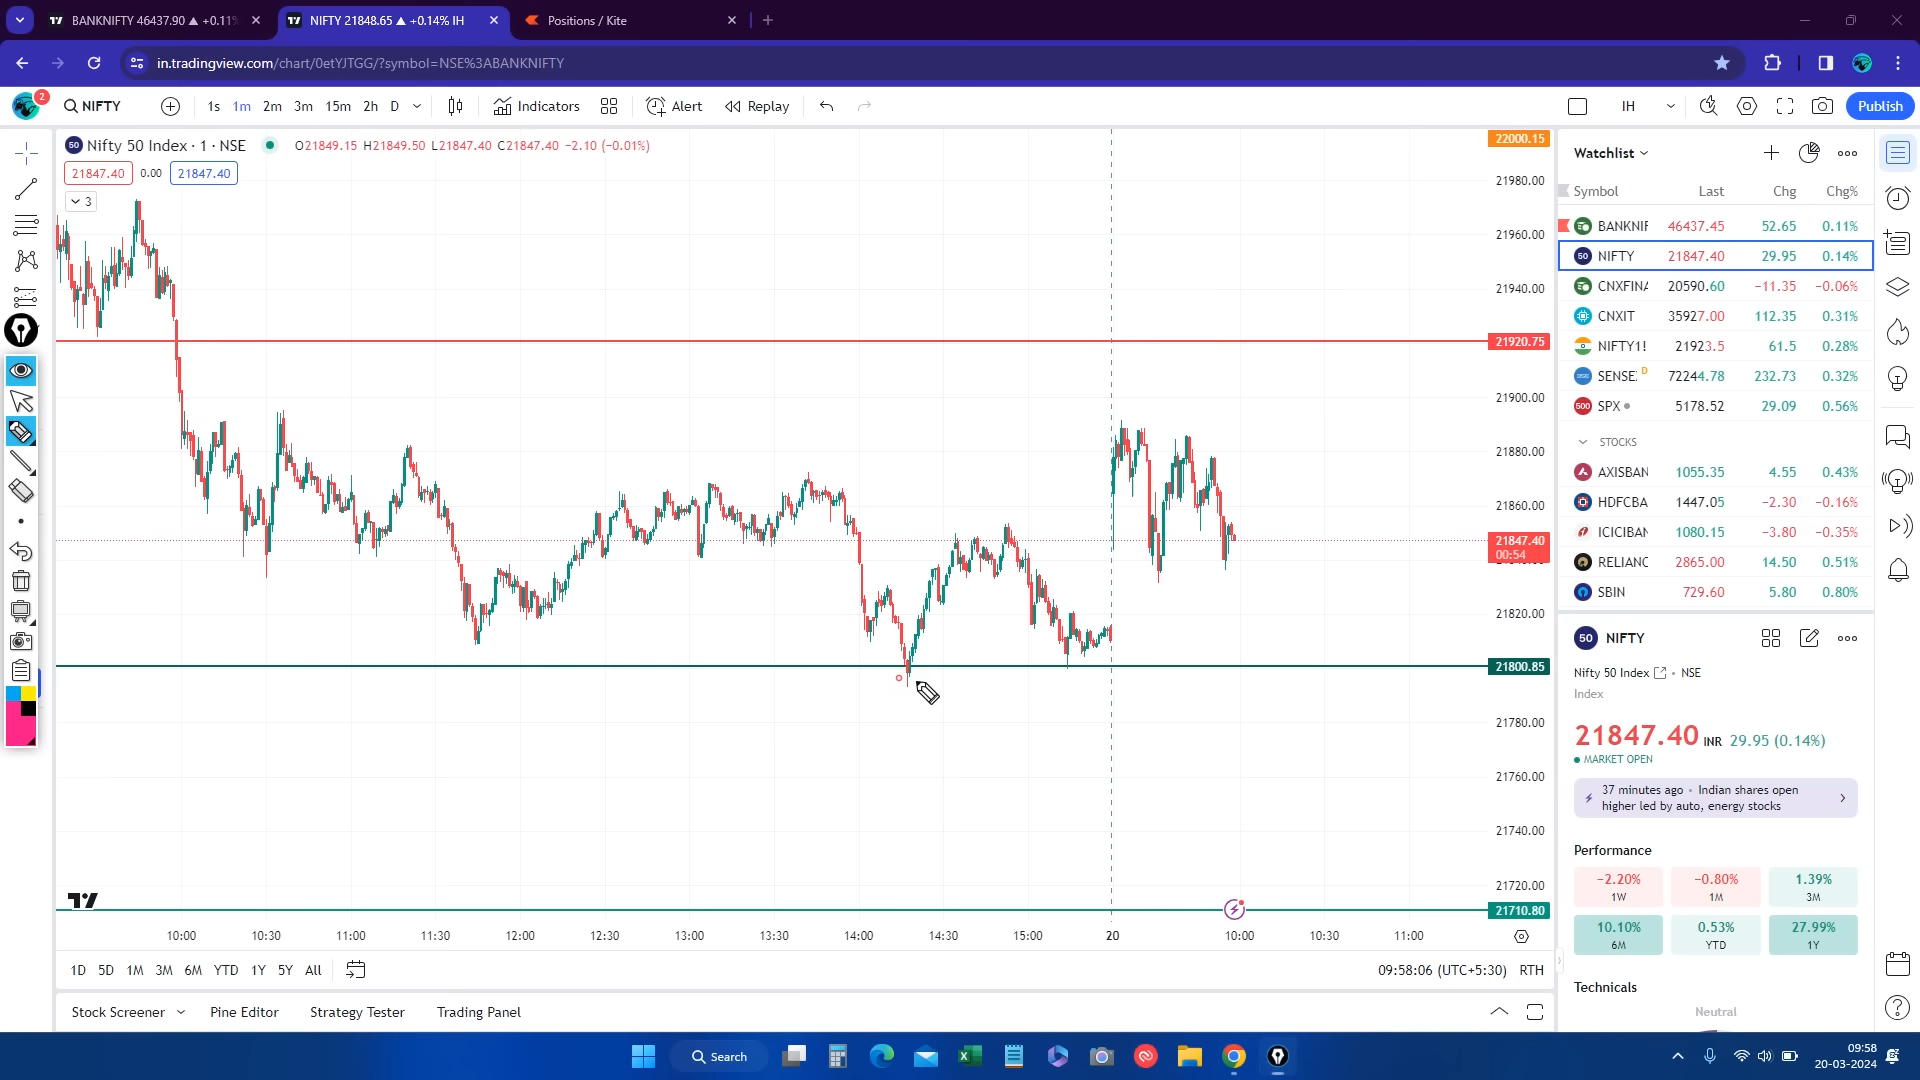 BANKNIFTY 46437.90 ▲ +0.11%
NIFTY 21848.65 ▲ +0.14% IH
Positions / Kite
in.tradingview.com/chart/0etYJTGG/?symbol=NSE%3ABANKNIFTY
2
NIFTY
1s 1m 2m 3m 15m 2h D
Indicators
Alert
Replay
IH
Publish
Nifty 50 Index · 1 · NSE
O21849.15 H21849.50 L21847.40 C21847.40 −2.10 (−0.01%)
21847.40 0.00 21847.40
3
22000.15
21980.00
21960.00
21940.00
21920.75
21900.00
21880.00
21860.00
21847.40
00:54
21820.00
21800.85
21780.00
21760.00
21740.00
21720.00
21710.80
10:00 10:30 11:00 11:30 12:00 12:30 13:00 13:30 14:00 14:30 15:00 20 10:00 10:30 11:00
1D 5D 1M 3M 6M YTD 1Y 5Y All
09:58:06 (UTC+5:30) RTH
Stock Screener Pine Editor Strategy Tester Trading Panel
Watchlist
Symbol Last Chg Chg%
BANKNIF 46437.45 52.65 0.11%
50 NIFTY 21847.40 29.95 0.14%
CNXFINA 20590.60 −11.35 −0.06%
CNXIT 35927.00 112.35 0.31%
NIFTY1! 21923.5 61.5 0.28%
SENSE D 72244.78 232.73 0.32%
500 SPX 5178.52 29.09 0.56%
STOCKS
AXISBAN 1055.35 4.55 0.43%
HDFCBA 1447.05 −2.30 −0.16%
ICICIBAN 1080.15 −3.80 −0.35%
RELIANC 2865.00 14.50 0.51%
SBIN 729.60 5.80 0.80%
50 NIFTY
Nifty 50 Index • NSE
Index
21847.40 INR 29.95 (0.14%)
MARKET OPEN
37 minutes ago • Indian shares open
higher led by auto, energy stocks
Performance
−2.20% −0.80% 1.39%
1W 1M 3M
10.10% 0.53% 27.99%
6M YTD 1Y
Technicals
Neutral
Search
09:58
20-03-2024